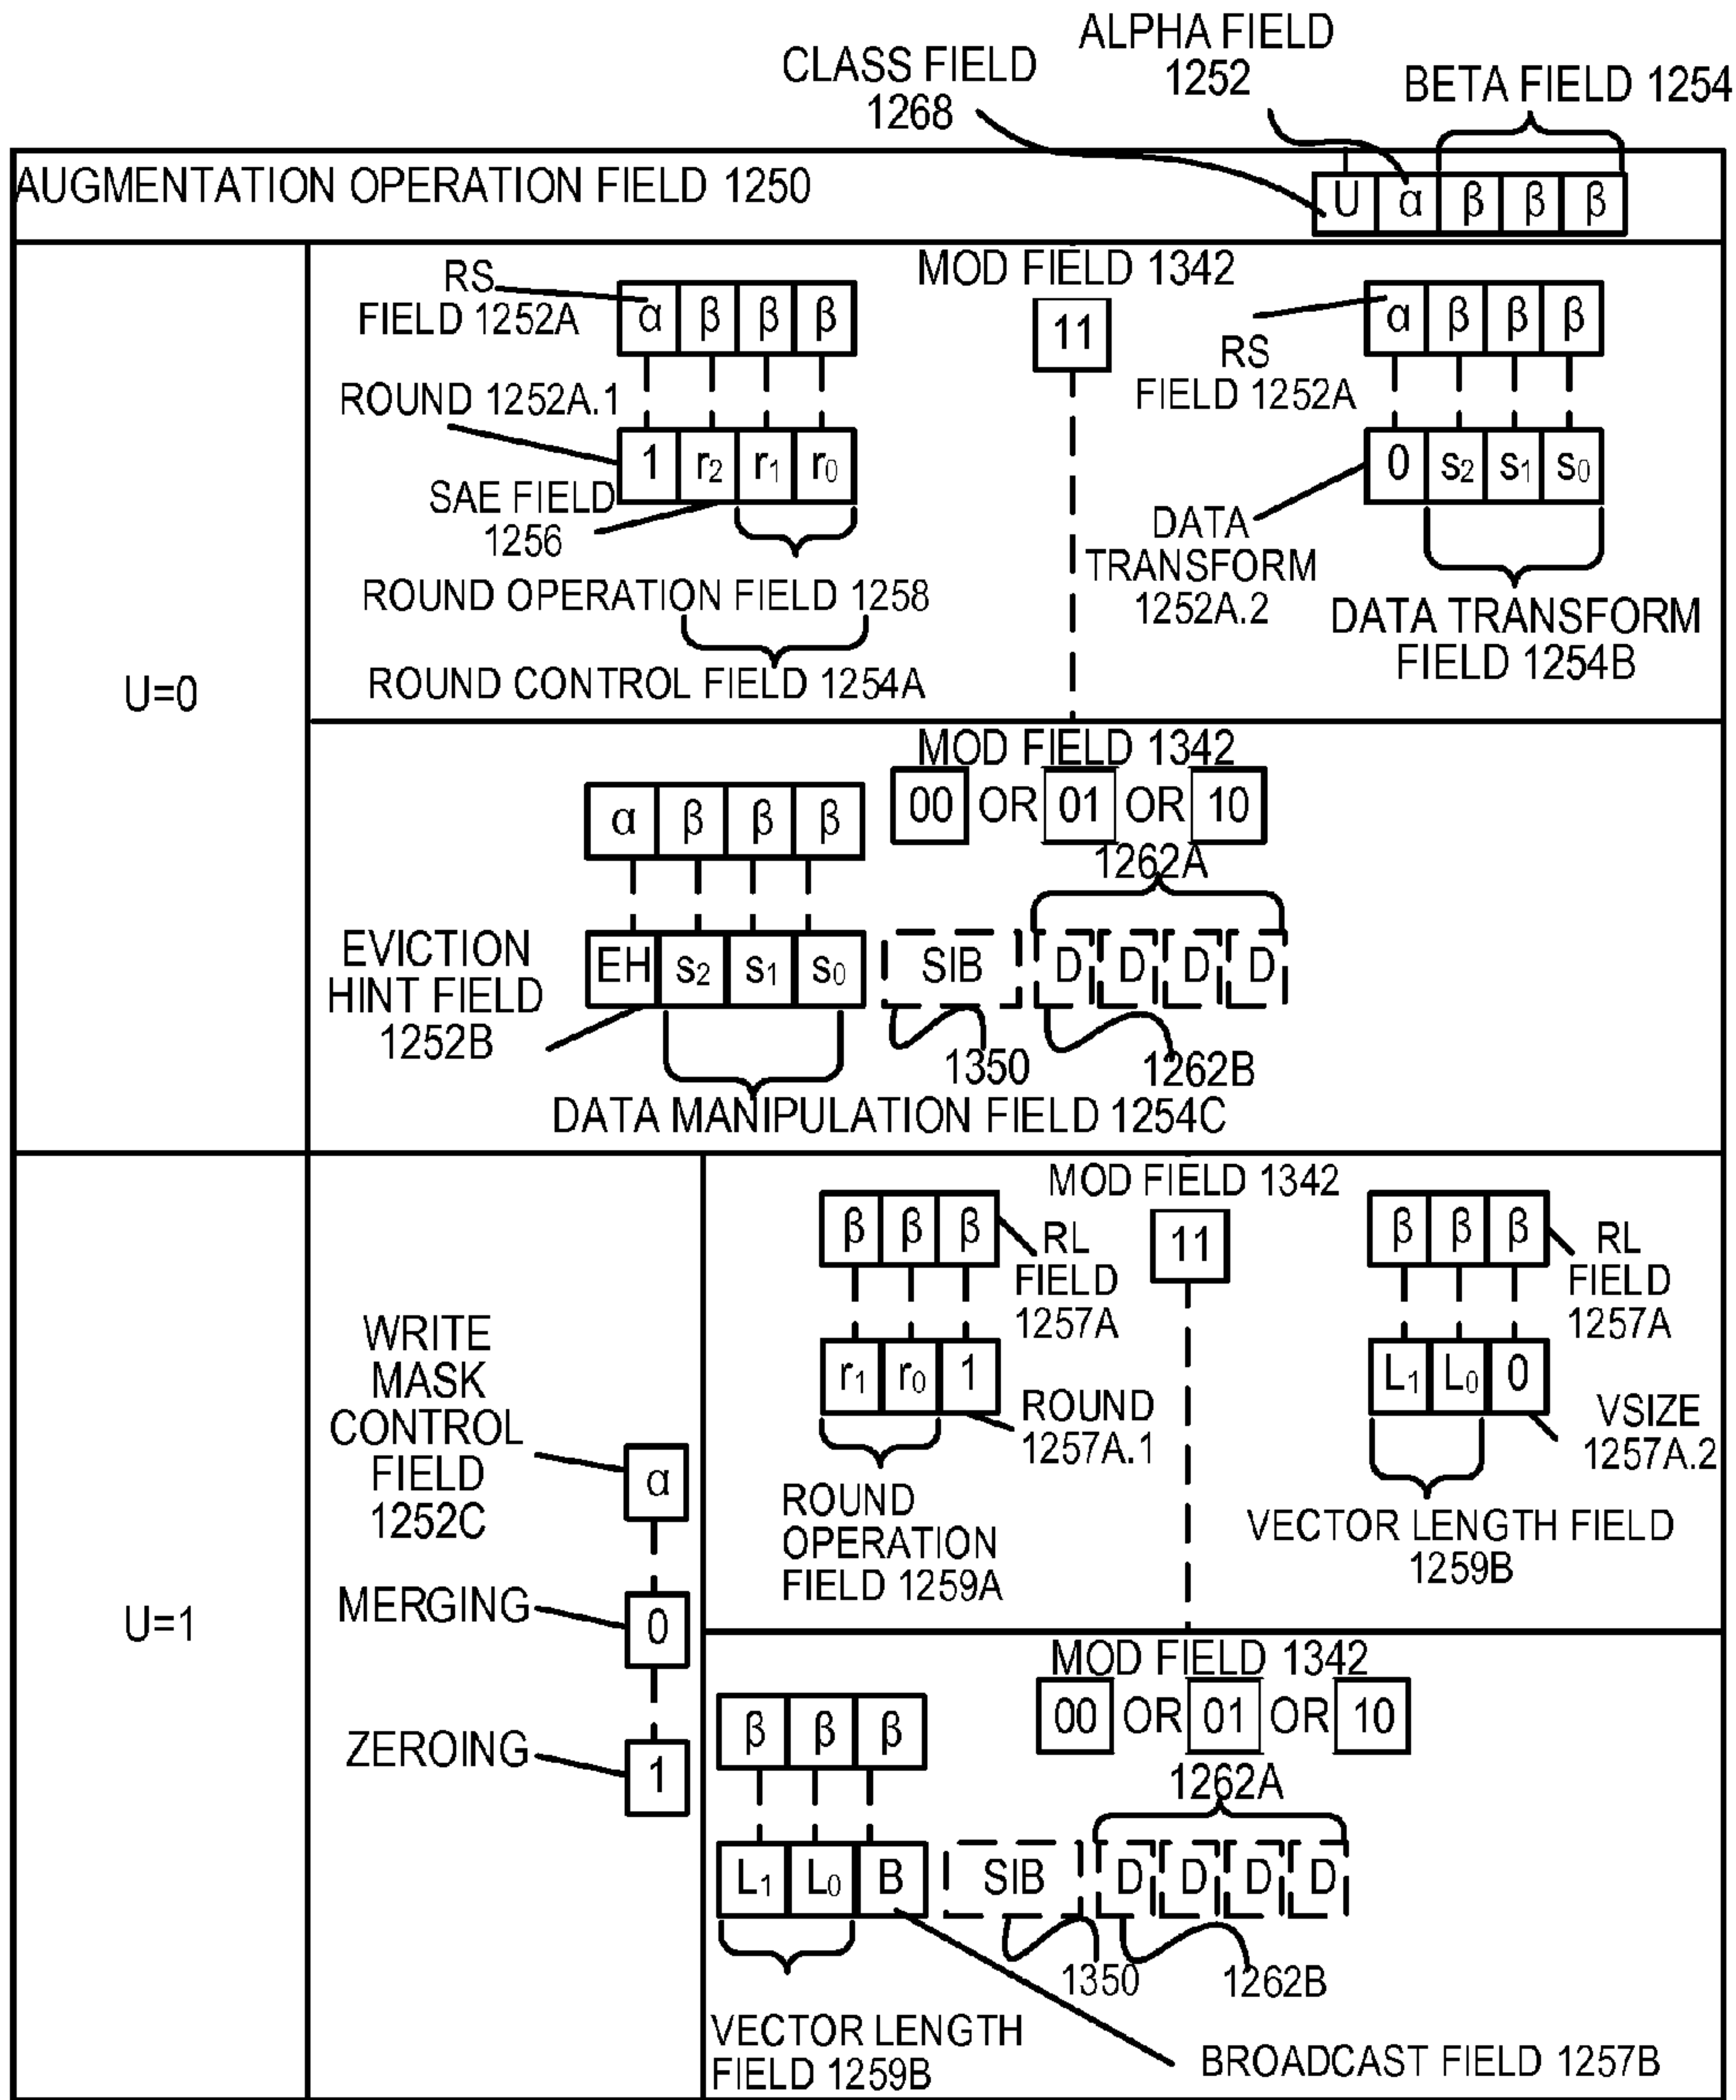 CLASS FIELD
1268
ALPHA FIELD
1252
BETA FIELD 1254
AUGMENTATION OPERATION FIELD 1250
U α β β β
U=0
RS
FIELD 1252A
α β β β
ROUND 1252A.1
1 r2 r1 r0
SAE FIELD
1256
ROUND OPERATION FIELD 1258
ROUND CONTROL FIELD 1254A
MOD FIELD 1342
11
α β β β
RS
FIELD 1252A
0 s2 s1 s0
DATA
TRANSFORM
1252A.2
DATA TRANSFORM
FIELD 1254B
MOD FIELD 1342
00 OR 01 OR 10
α β β β
1262A
EVICTION
HINT FIELD
1252B
EH s2 s1 s0
SIB D D D D
1350
1262B
DATA MANIPULATION FIELD 1254C
U=1
WRITE
MASK
CONTROL
FIELD
1252C
α
MERGING
0
ZEROING
1
MOD FIELD 1342
11
β β β
RL
FIELD
1257A
r1 r0 1
ROUND
1257A.1
ROUND
OPERATION
FIELD 1259A
β β β
RL
FIELD
1257A
L1 L0 0
VSIZE
1257A.2
VECTOR LENGTH FIELD
1259B
MOD FIELD 1342
00 OR 01 OR 10
β β β
1262A
L1 L0 B
SIB D D D D
1350
1262B
VECTOR LENGTH
FIELD 1259B
BROADCAST FIELD 1257B